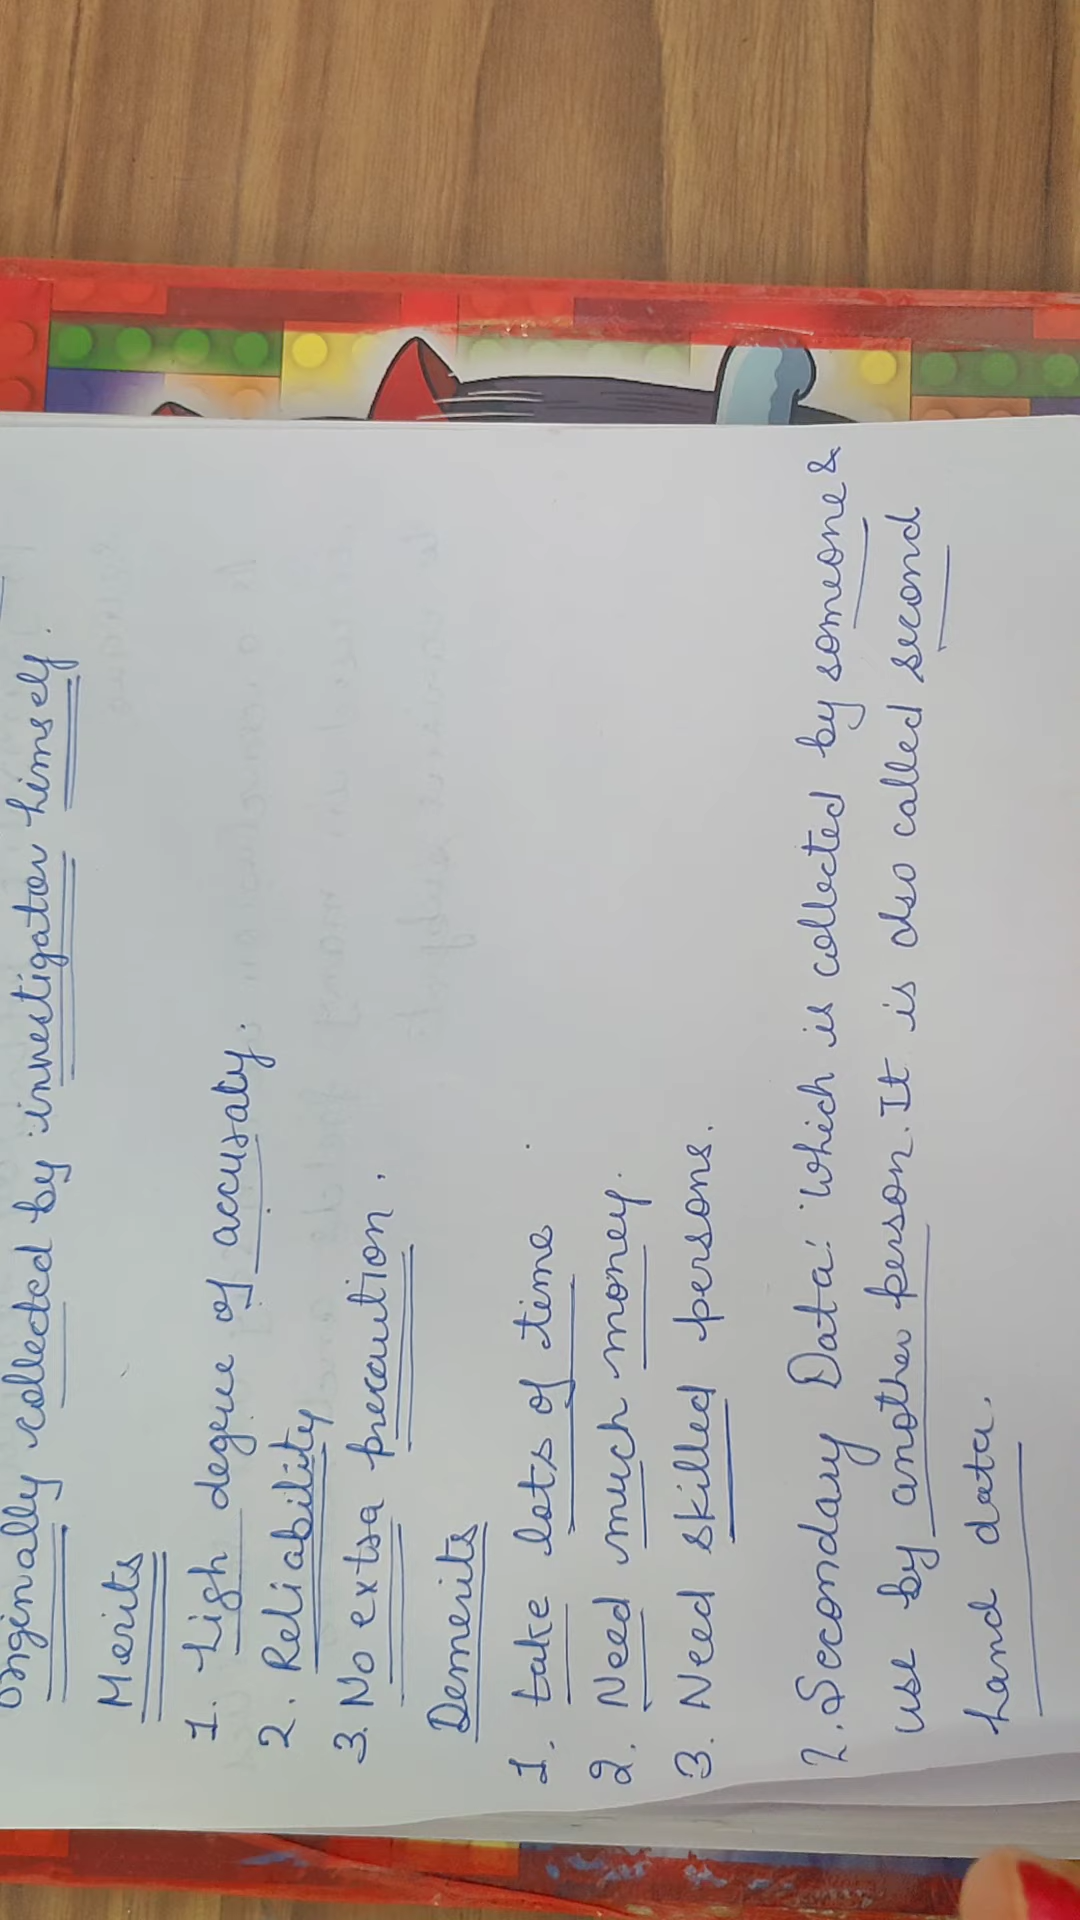 originally collected by investigator himself.
Merits
1. high degree of accuraty.
2. Reliability
3. No extra precaution.
Demerits
1. take lots of time
2. Need much money.
3. Need skilled persons.
2. Secondary Data: Which is collected by someone &
use by another person. It is also called second
hand data.